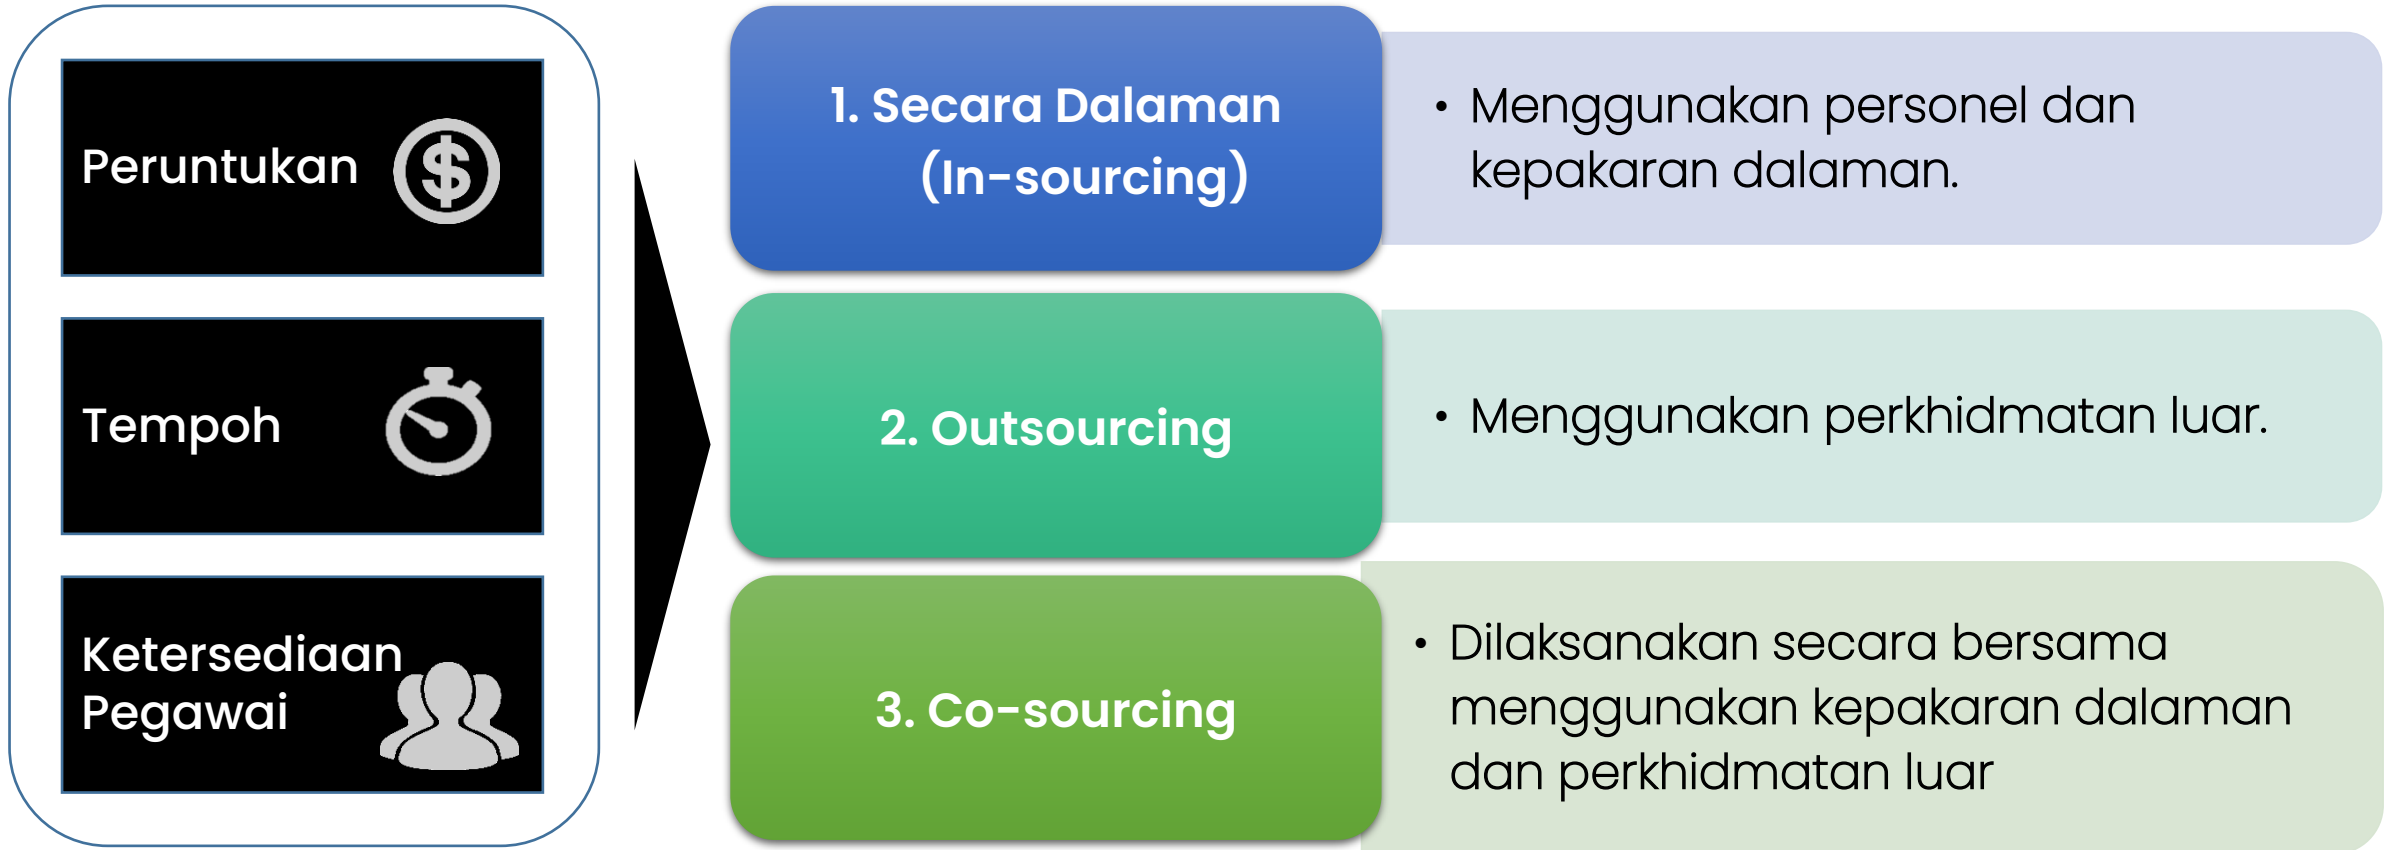 Peruntukan
Tempoh
Ketersediaan
Pegawai
1. Secara Dalaman
(In-sourcing)
• Menggunakan personel dan
kepakaran dalaman.
2. Outsourcing
• Menggunakan perkhidmatan luar.
3. Co-sourcing
• Dilaksanakan secara bersama
menggunakan kepakaran dalaman
dan perkhidmatan luar